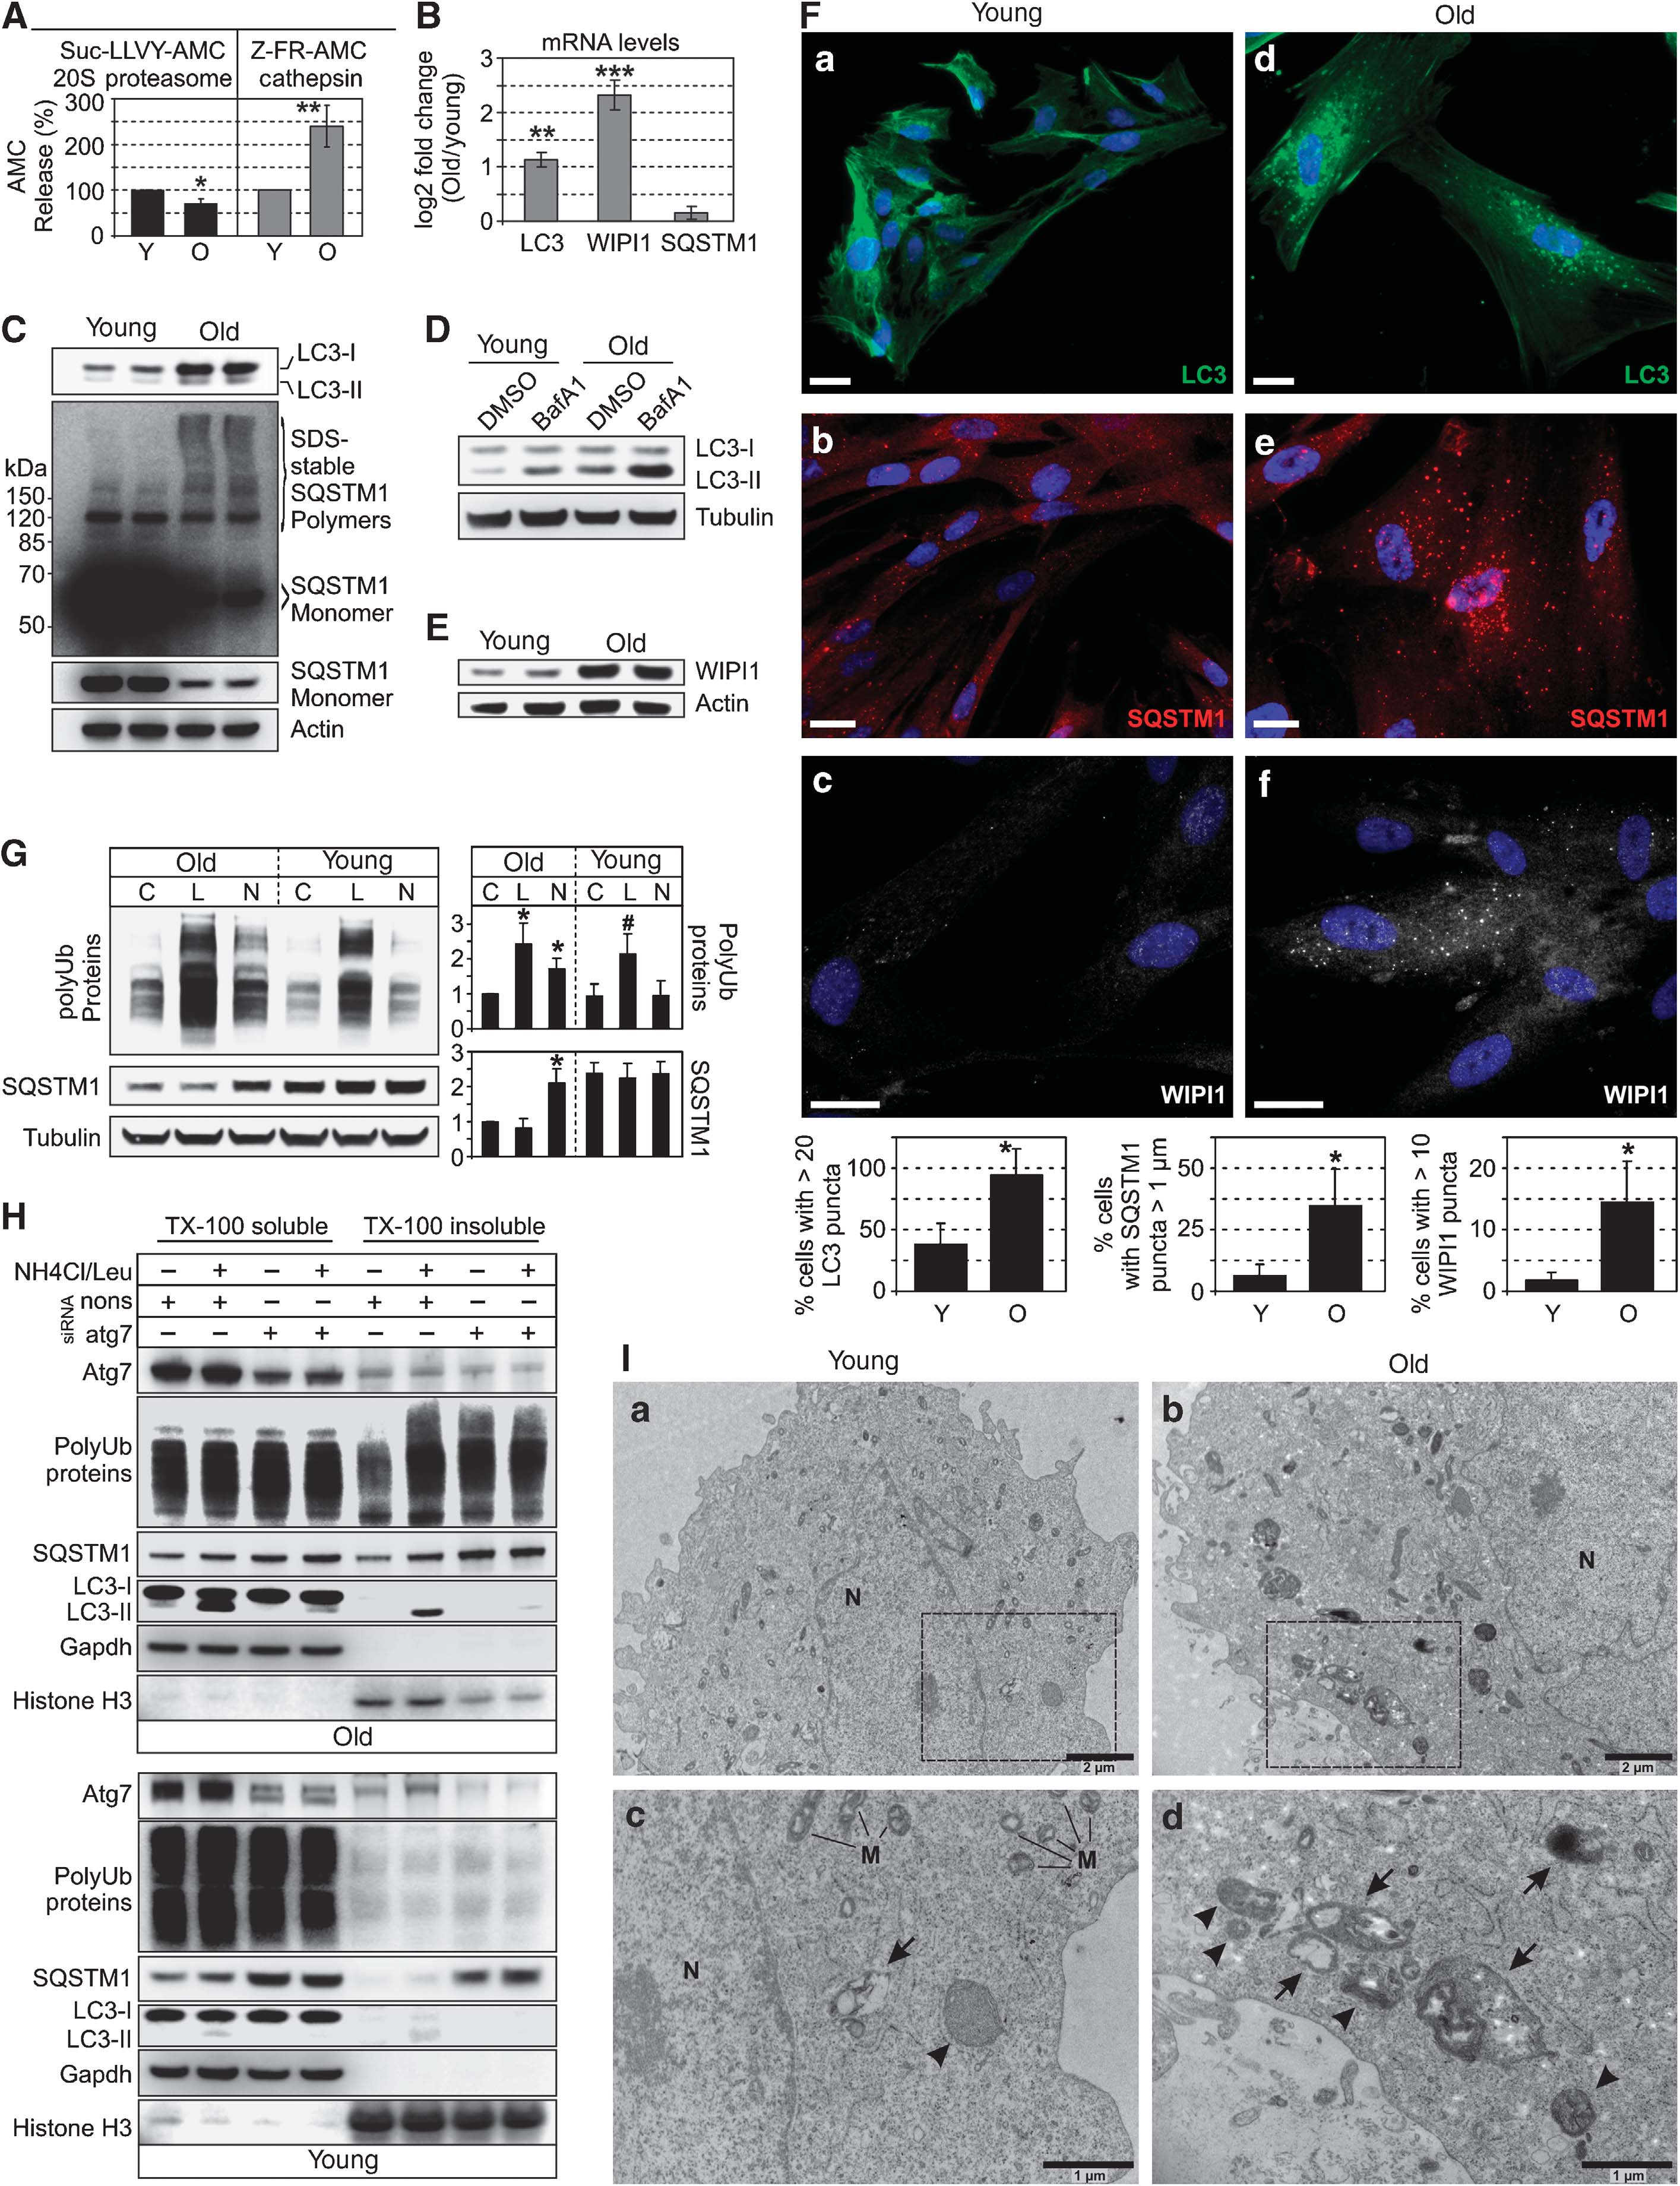 A
Suc-LLVY-AMC
20S proteasome
Z-FR-AMC
cathepsin
AMC
Release (%)
300
200
100
0
**
*
Y O Y O
B
mRNA levels
log2 fold change
(Old/young)
3
2
1
0
**
***
LC3 WIPI1 SQSTM1
C
Young Old
LC3-I
LC3-II
kDa
150
120
85
70
50
SDS-
stable
SQSTM1
Polymers
SQSTM1
Monomer
SQSTM1
Monomer
Actin
D
Young Old
DMSO BafA1 DMSO BafA1
LC3-I
LC3-II
Tubulin
E
Young Old
WIPI1
Actin
F
Young Old
a
LC3
d
LC3
b
SQSTM1
e
SQSTM1
c
WIPI1
f
WIPI1
% cells with > 20
LC3 puncta
100
50
0
*
Y O
% cells
with SQSTM1
puncta > 1 µm
50
25
0
*
Y O
% cells with > 10
WIPI1 puncta
20
10
0
*
Y O
G
Old Young
C L N C L N
polyUb
Proteins
SQSTM1
Tubulin
Old Young
C L N C L N
3
2
1
0
* * #
PolyUb
proteins
3
2
1
0
*
SQSTM1
H
TX-100 soluble TX-100 insoluble
NH4Cl/Leu − + − + − + − +
siRNA nons + + − − + + − −
atg7 − − + + − − + +
Atg7
PolyUb
proteins
SQSTM1
LC3-I
LC3-II
Gapdh
Histone H3
Old
Atg7
PolyUb
proteins
SQSTM1
LC3-I
LC3-II
Gapdh
Histone H3
Young
I
Young Old
a
N
2 µm
b
N
2 µm
c
M
M
N
1 µm
d
1 µm